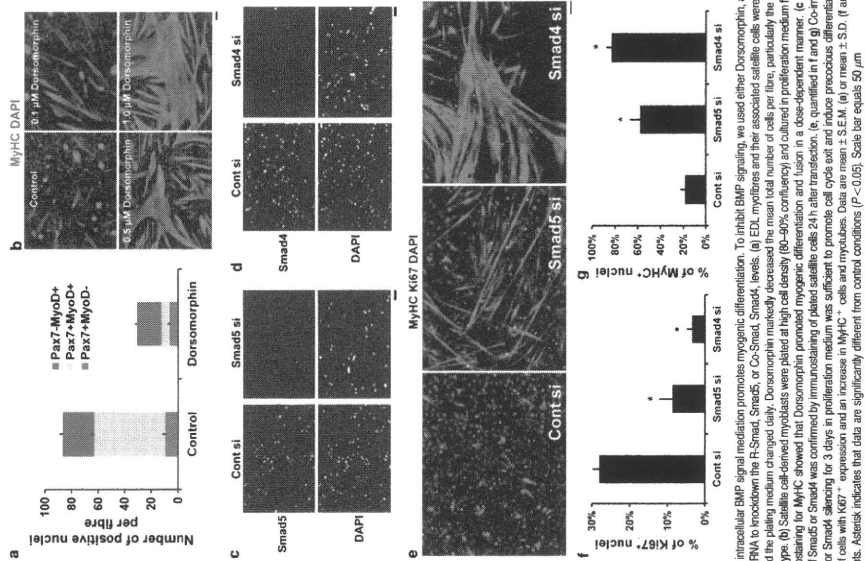 a
Number of positive nuclei
per fibre
100
80
60
40
20
0
Control
Dorsomorphin
Pax7-MyoD+
Pax7+MyoD+
Pax7+MyoD-
b
MyHC DAPI
Control
0.1 µM Dorsomorphin
0.5 µM Dorsomorphin
1.0 µM Dorsomorphin
c
Cont si
Smad5 si
Smad5
DAPI
d
Cont si
Smad4 si
Smad4
DAPI
e
MyHC Ki67 DAPI
Cont si
Smad5 si
Smad4 si
f
% of Ki67⁺ nuclei
30%
20%
10%
0%
Cont si
Smad5 si
Smad4 si
*
*
g
% of MyHC⁺ nuclei
100%
80%
60%
40%
20%
0%
Cont si
Smad5 si
Smad4 si
*
*
intracellular BMP signal mediation promotes myogenic differentiation. To inhibit BMP signaling, we used either Dorsomorphin,
RNA to knockdown the R-Smad, Smad5, or Co-Smad, Smad4, levels. (a) EDL myofibres and their associated satellite cells were
d the plating medium changed daily. Dorsomorphin markedly decreased the mean total number of cells per fibre, particularly the
ype. (b) Satellite cell-derived myoblasts were plated at high cell density (80–90% confluency) and cultured in proliferation medium
ostaining for MyHC showed that Dorsomorphin promoted myogenic differentiation and fusion in a dose-dependent manner. (c
f Smad5 or Smad4 was confirmed by immunostaining of plated satellite cells 24 h after transfection. (e, quantified in f and g) Co-im
or Smad4 silencing for 3 days in proliferation medium was sufficient to promote cell cycle exit and induce precocious differentia
f cells with Ki67⁺ expression and an increase in MyHC⁺ cells and myotubes. Data are mean ± S.E.M. (a) or mean ± S.D. (f an
nts. Asterisk indicates that data are significantly different from control conditions (P<0.05). Scale bar equals 50 µm